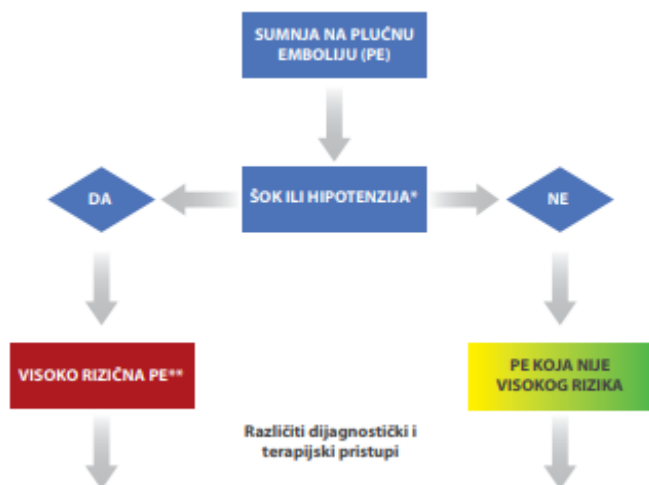 SUMNJA NA PLUĆNU
EMBOLIJU (PE)
DA
ŠOK ILI HIPOTENZIJA*
NE
VISOKO RIZIČNA PE**
PE KOJA NIJE
VISOKOG RIZIKA
Različiti dijagnostički i
terapijski pristupi